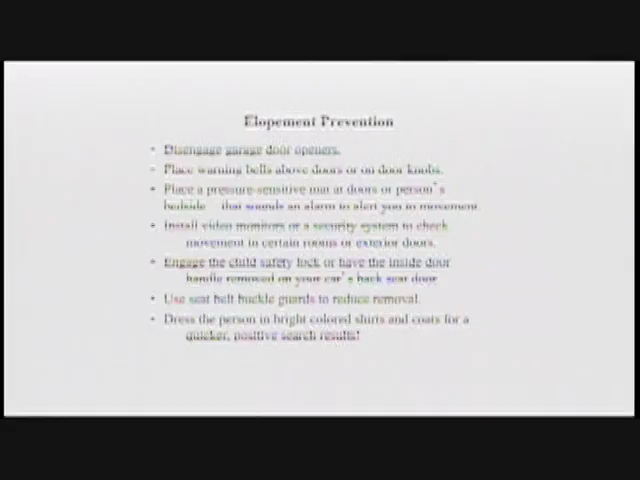 Elopement Prevention
• Disengage garage door openers.
• Place warning bells above doors or on door knobs.
• Place a pressure-sensitive mat at doors or person's
bedside that sounds an alarm to alert you to movement.
• Install video monitors or a security system to check
movement in certain rooms or exterior doors.
• Engage the child safety lock or have the inside door
handle removed on your car's back seat door
• Use seat belt buckle guards to reduce removal.
• Dress the person in bright colored shirts and coats for a
quicker, positive search results!